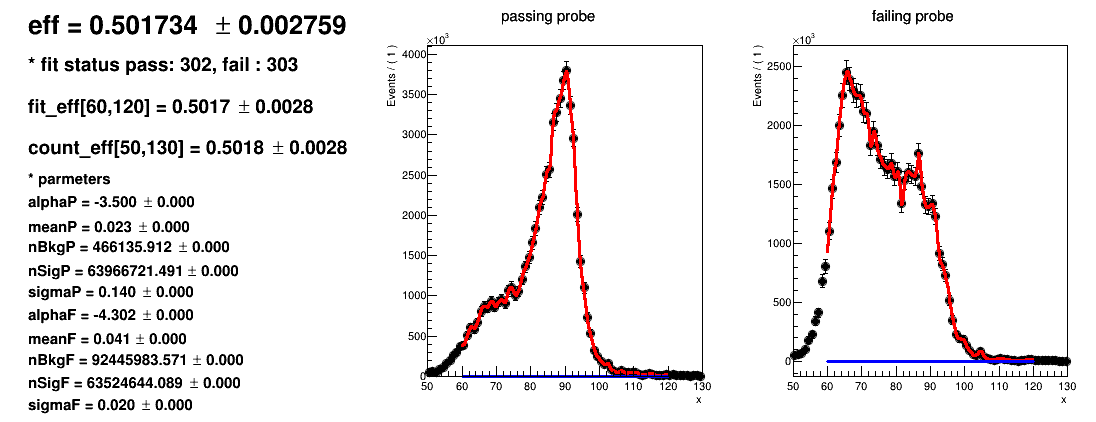 eff = 0.501734 ± 0.002759
* fit status pass: 302, fail : 303
fit_eff[60,120] = 0.5017 ± 0.0028
count_eff[50,130] = 0.5018 ± 0.0028
* parmeters
alphaP = -3.500 ± 0.000
meanP = 0.023 ± 0.000
nBkgP = 466135.912 ± 0.000
nSigP = 63966721.491 ± 0.000
sigmaP = 0.140 ± 0.000
alphaF = -4.302 ± 0.000
meanF = 0.041 ± 0.000
nBkgF = 92445983.571 ± 0.000
nSigF = 63524644.089 ± 0.000
sigmaF = 0.020 ± 0.000
passing probe
×10³
Events / ( 1 )
4000
3500
3000
2500
2000
1500
1000
500
0
50 60 70 80 90 100 110 120 130
x
failing probe
×10³
Events / ( 1 )
2500
2000
1500
1000
500
0
50 60 70 80 90 100 110 120 130
x